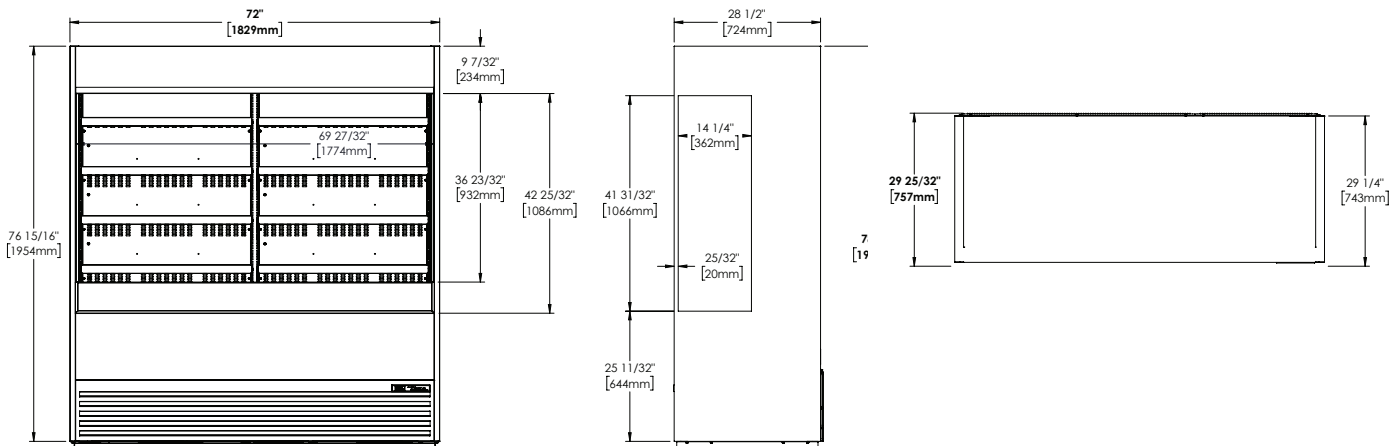 72"
[1829mm]
9 7/32"
[234mm]
69 27/32"
[1774mm]
36 23/32"
[932mm]
42 25/32"
[1086mm]
76 15/16"
[1954mm]
28 1/2"
[724mm]
14 1/4"
[362mm]
41 31/32"
[1066mm]
25/32"
[20mm]
25 11/32"
[644mm]
7
[19
29 25/32"
[757mm]
29 1/4"
[743mm]